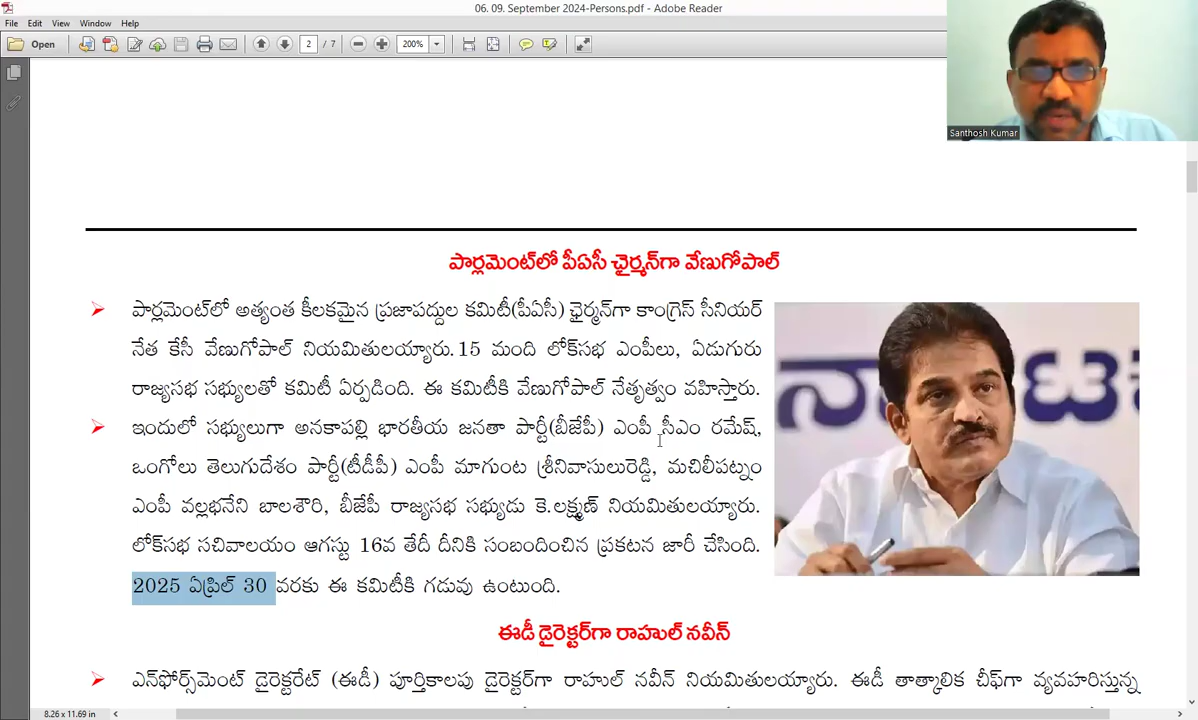 06. 09. September 2024-Persons.pdf - Adobe Reader
File Edit View Window Help
Open 2 / 7 200%
Santhosh Kumar
పార్లమెంట్‌లో పీఏసీ ఛైర్మన్‌గా వేణుగోపాల్
పార్లమెంట్‌లో అత్యంత కీలకమైన ప్రజాపద్దుల కమిటీ(పీఏసీ) ఛైర్మన్‌గా కాంగ్రెస్ సీనియర్
నేత కేసీ వేణుగోపాల్ నియమితులయ్యారు. 15 మంది లోక్‌సభ ఎంపీలు, ఏడుగురు
రాజ్యసభ సభ్యులతో కమిటీ ఏర్పడింది. ఈ కమిటీకి వేణుగోపాల్ నేతృత్వం వహిస్తారు.
ఇందులో సభ్యులుగా అనకాపల్లి భారతీయ జనతా పార్టీ(బీజేపీ) ఎంపీ సీఎం రమేష్,
ఒంగోలు తెలుగుదేశం పార్టీ(టీడీపీ) ఎంపీ మాగుంట శ్రీనివాసులురెడ్డి, మచిలీపట్నం
ఎంపీ వల్లభనేని బాలశౌరి, బీజేపీ రాజ్యసభ సభ్యుడు కె.లక్ష్మణ్ నియమితులయ్యారు.
లోక్‌సభ సచివాలయం ఆగస్టు 16వ తేదీ దీనికి సంబందించిన ప్రకటన జారీ చేసింది.
2025 ఏప్రిల్ 30 వరకు ఈ కమిటీకి గడువు ఉంటుంది.
ఈడీ డైరెక్టర్‌గా రాహుల్ నవీన్
ఎన్‌ఫోర్స్‌మెంట్ డైరెక్టరేట్ (ఈడీ) పూర్తికాలపు డైరెక్టర్‌గా రాహుల్ నవీన్ నియమితులయ్యారు. ఈడీ తాత్కాలిక చీఫ్‌గా వ్యవహరిస్తున్న
8.26 x 11.69 in